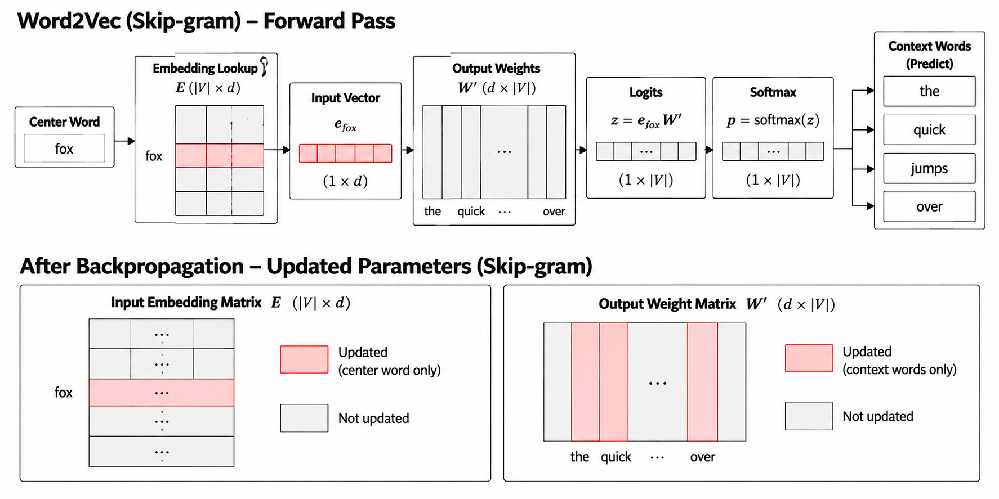 Word2Vec (Skip-gram) – Forward Pass
Center Word
fox
Embedding Lookup
E (|V| × d)
fox
Input Vector
e_fox
(1 × d)
Output Weights
W′ (d × |V|)
...
the quick ... over
Logits
z = e_fox W′
...
(1 × |V|)
Softmax
p = softmax(z)
...
(1 × |V|)
Context Words
(Predict)
the
quick
jumps
over
After Backpropagation – Updated Parameters (Skip-gram)
Input Embedding Matrix E (|V| × d)
...
...
fox ...
...
...
Updated
(center word only)
Not updated
Output Weight Matrix W′ (d × |V|)
...
the quick ... over
Updated
(context words only)
Not updated